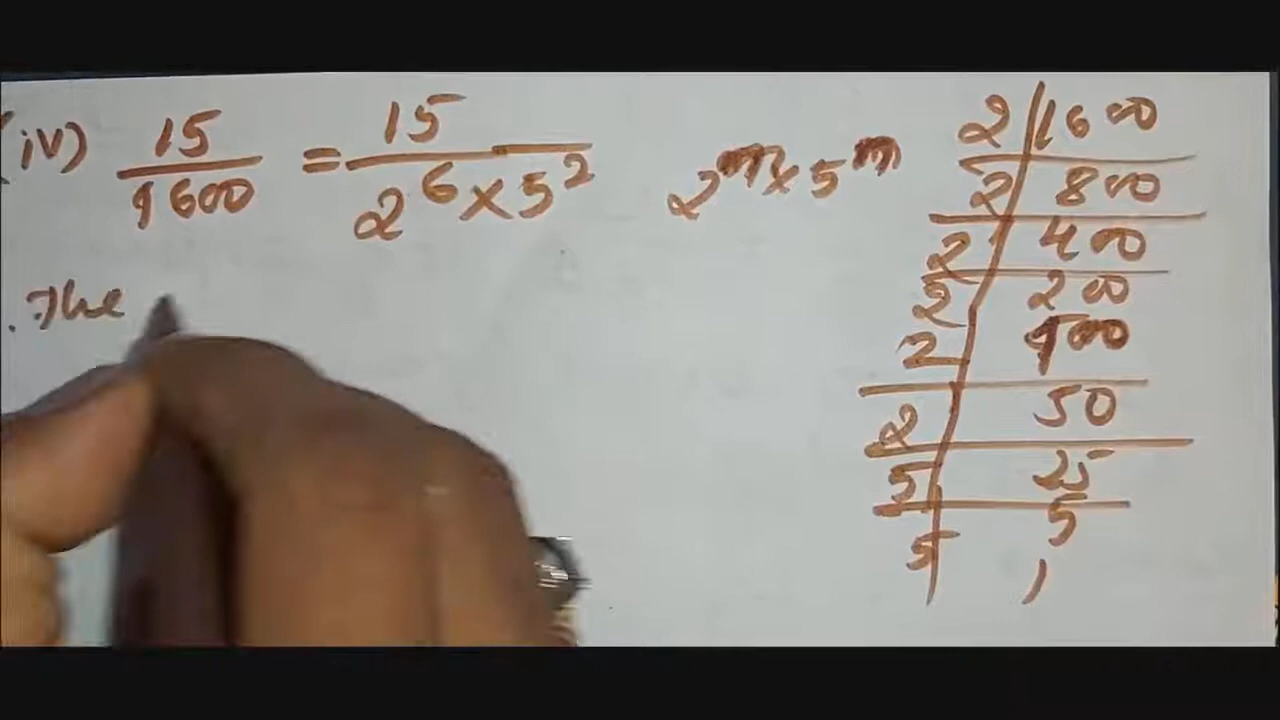 (iv) 15/1600 = 15/2^6 × 5^2 2^m × 5^n
The
2 | 1600
2 | 800
2 | 400
2 | 200
2 | 100
2 | 50
5 | 25
5 | 5
1